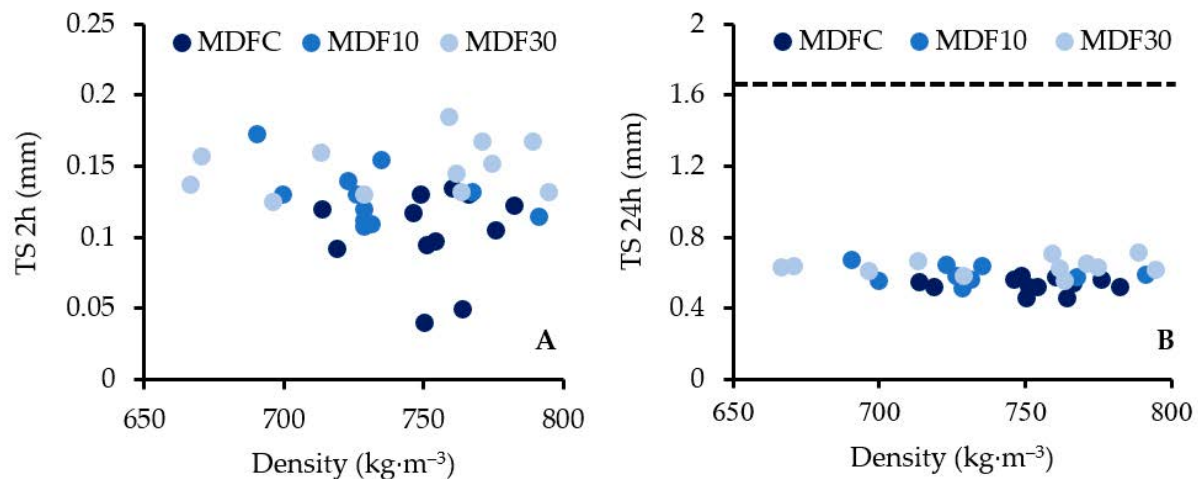 0.25
0.2
0.15
0.1
0.05
0
TS 2h (mm)
MDFC MDF10 MDF30
A
650 700 750 800
Density (kg·m⁻³)
2
1.6
1.2
0.8
0.4
0
TS 24h (mm)
MDFC MDF10 MDF30
B
650 700 750 800
Density (kg·m⁻³)